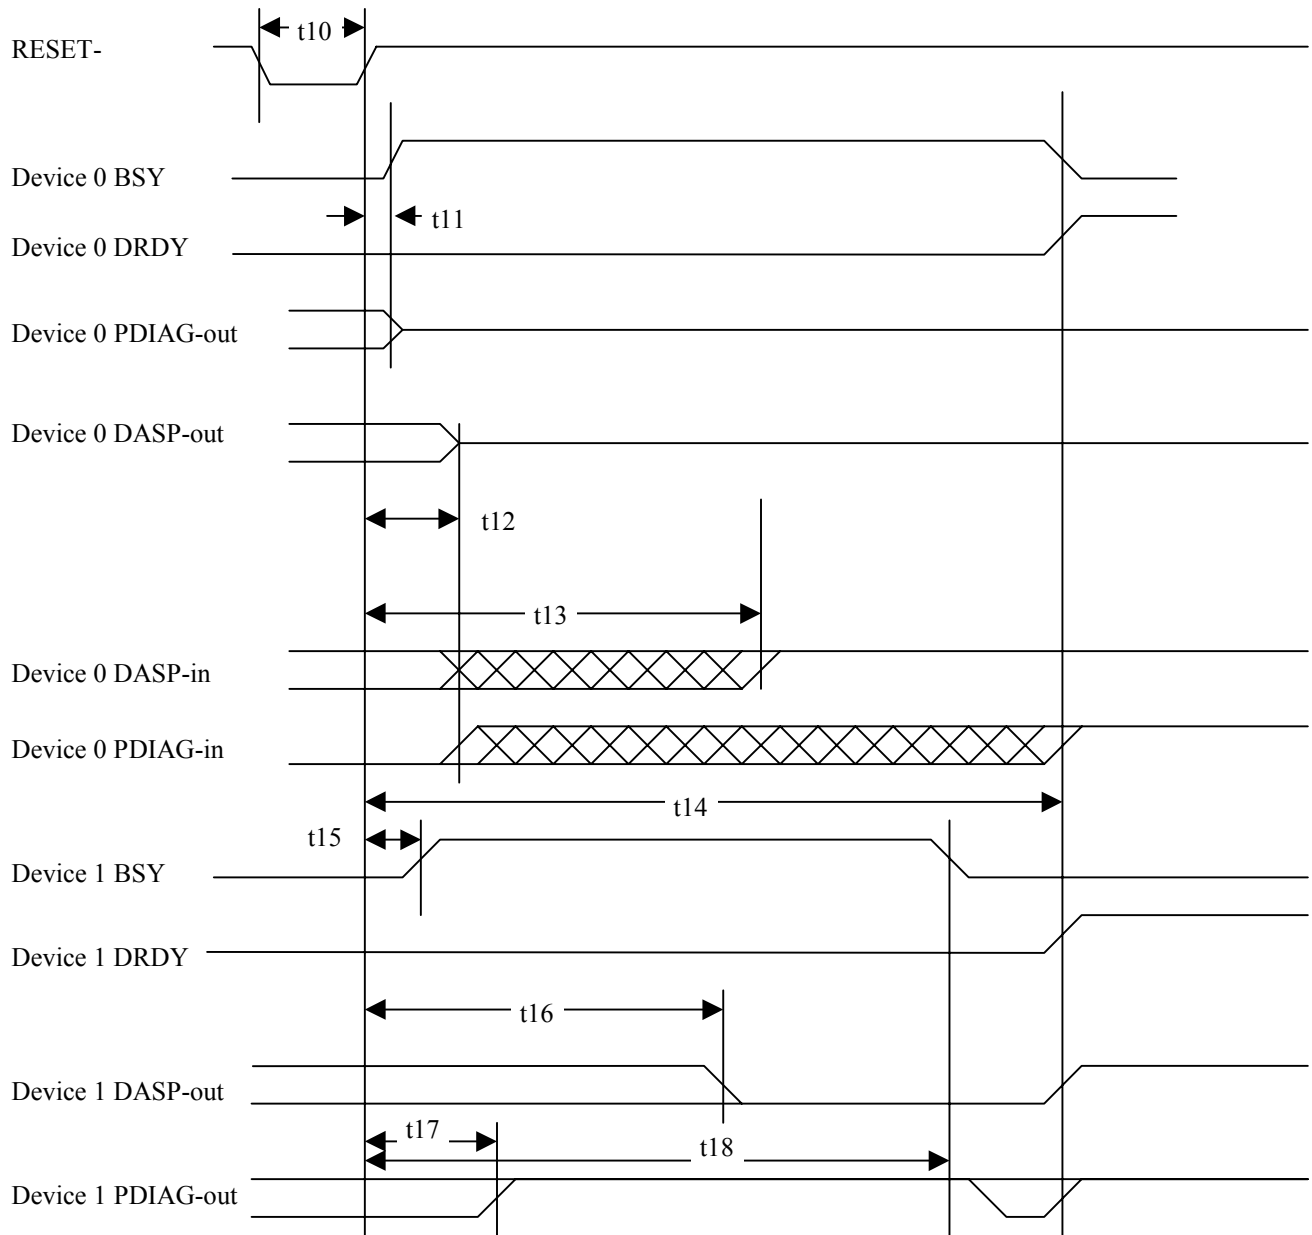 t10
RESET-
Device 0 BSY
t11
Device 0 DRDY
Device 0 PDIAG-out
Device 0 DASP-out
t12
t13
Device 0 DASP-in
Device 0 PDIAG-in
t14
t15
Device 1 BSY
Device 1 DRDY
t16
Device 1 DASP-out
t17
t18
Device 1 PDIAG-out